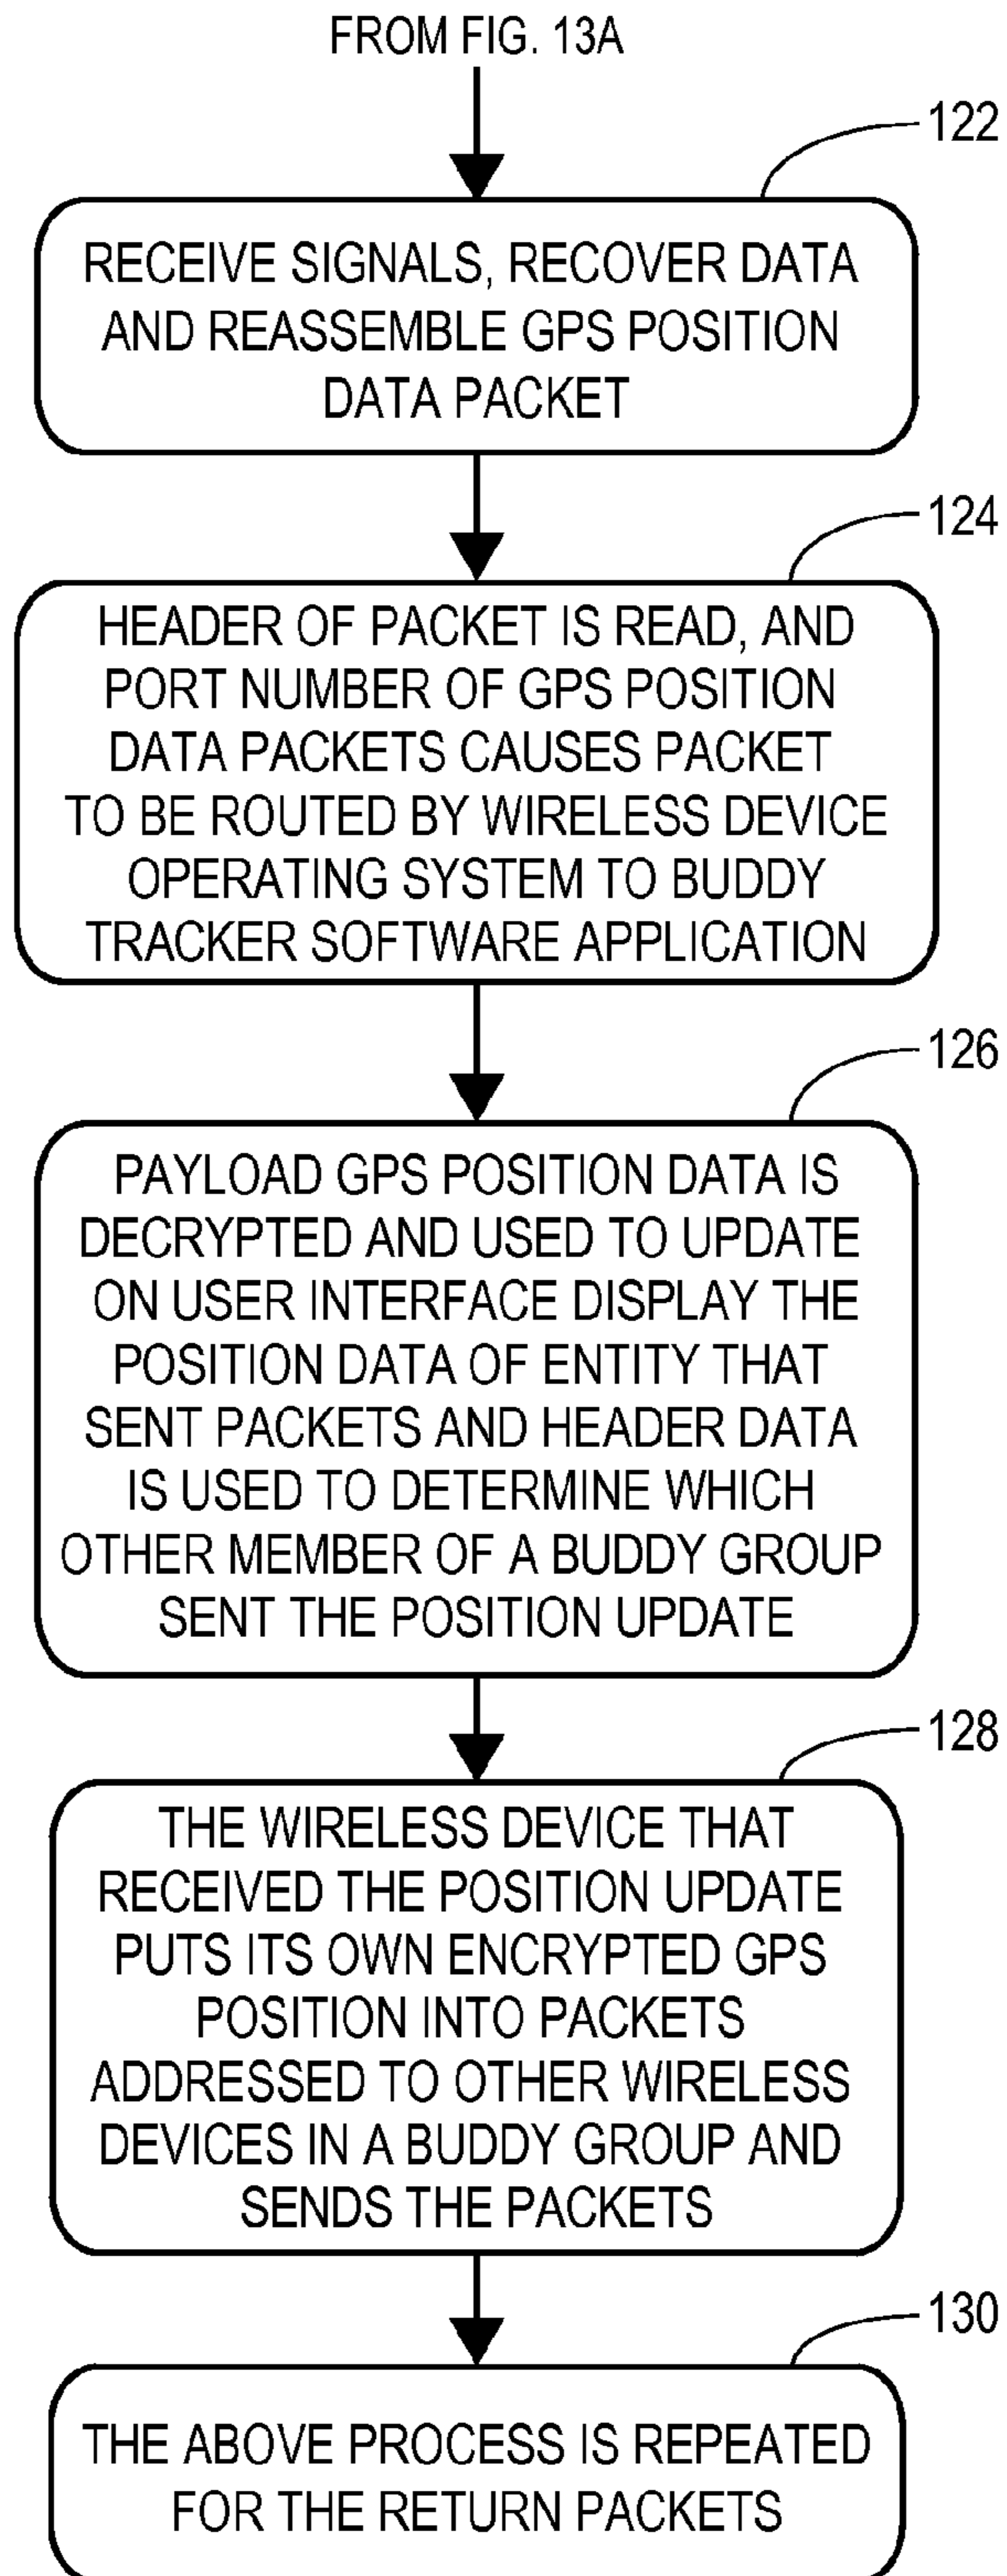 FROM FIG. 13A
122
RECEIVE SIGNALS, RECOVER DATA
AND REASSEMBLE GPS POSITION
DATA PACKET
124
HEADER OF PACKET IS READ, AND
PORT NUMBER OF GPS POSITION
DATA PACKETS CAUSES PACKET
TO BE ROUTED BY WIRELESS DEVICE
OPERATING SYSTEM TO BUDDY
TRACKER SOFTWARE APPLICATION
126
PAYLOAD GPS POSITION DATA IS
DECRYPTED AND USED TO UPDATE
ON USER INTERFACE DISPLAY THE
POSITION DATA OF ENTITY THAT
SENT PACKETS AND HEADER DATA
IS USED TO DETERMINE WHICH
OTHER MEMBER OF A BUDDY GROUP
SENT THE POSITION UPDATE
128
THE WIRELESS DEVICE THAT
RECEIVED THE POSITION UPDATE
PUTS ITS OWN ENCRYPTED GPS
POSITION INTO PACKETS
ADDRESSED TO OTHER WIRELESS
DEVICES IN A BUDDY GROUP AND
SENDS THE PACKETS
130
THE ABOVE PROCESS IS REPEATED
FOR THE RETURN PACKETS